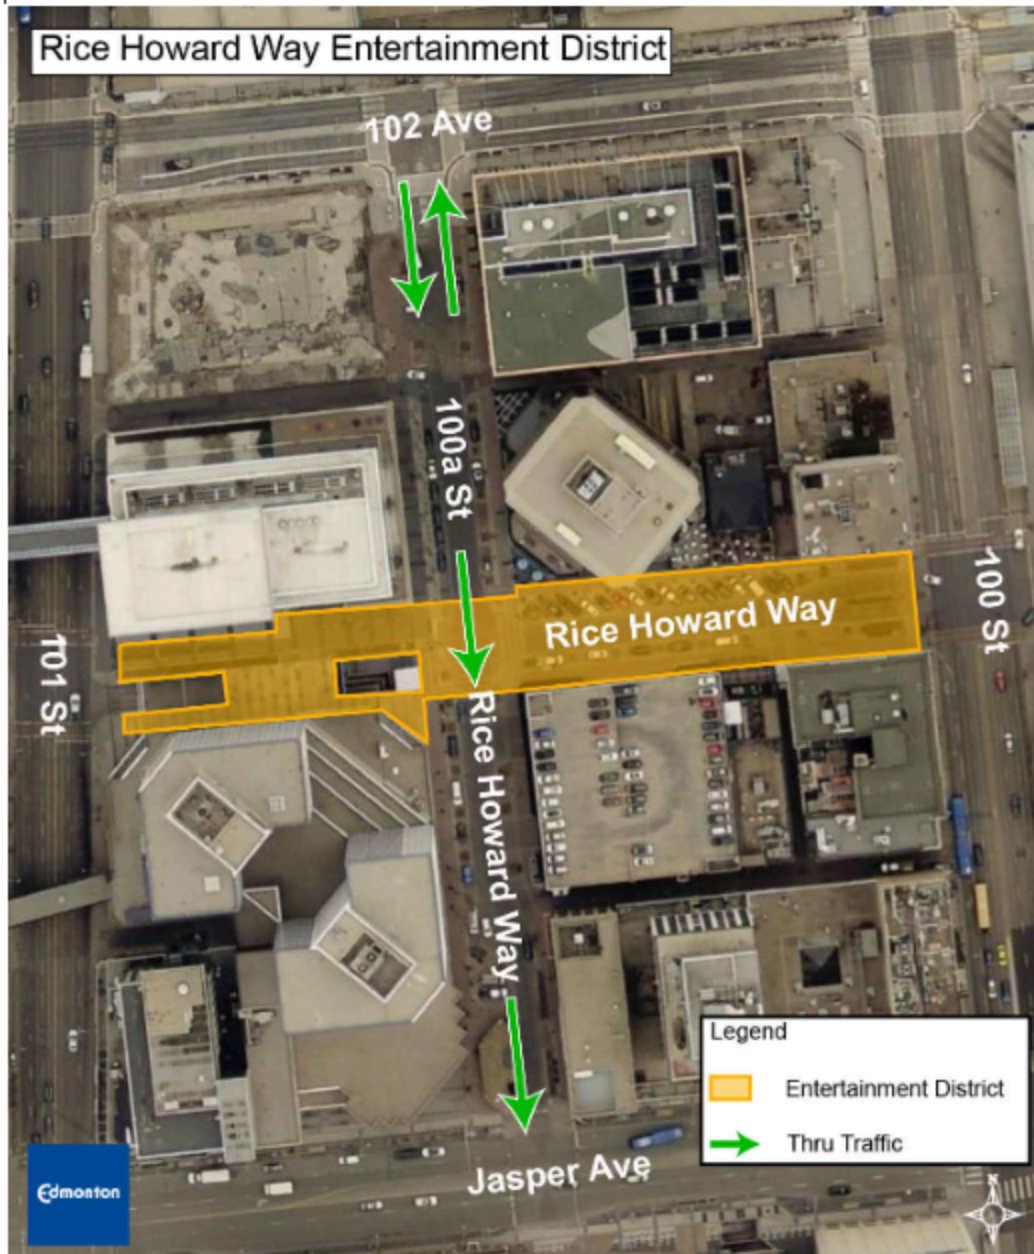 Rice Howard Way Entertainment District
102 Ave
100a St
Rice Howard Way
100 St
101 St
Rice Howard Way
Legend
Entertainment District
Thru Traffic
Jasper Ave
Edmonton
N